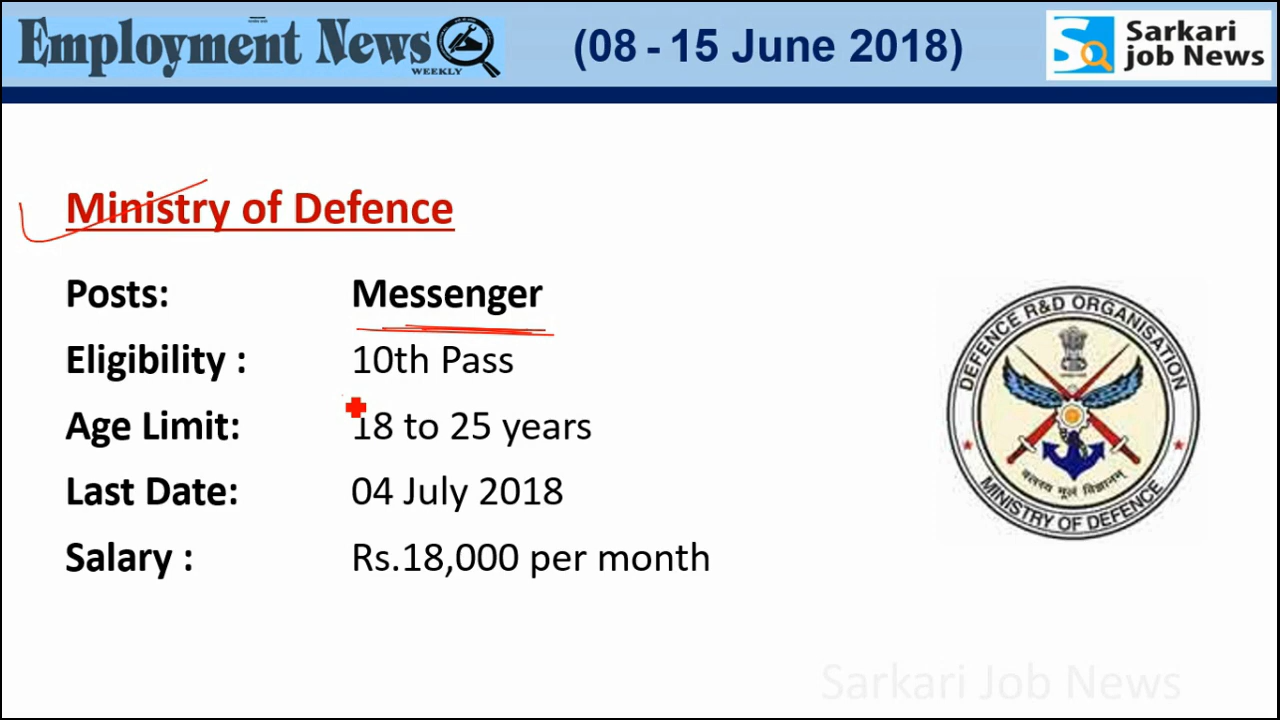 Employment News
WEEKLY
(08 - 15 June 2018)
Sarkari
Job News
Ministry of Defence
Posts: Messenger
Eligibility : 10th Pass
Age Limit: 18 to 25 years
Last Date: 04 July 2018
Salary : Rs.18,000 per month
DEFENCE R&D ORGANISATION
बलस्य मूलं विज्ञानम्
MINISTRY OF DEFENCE
Sarkari Job News